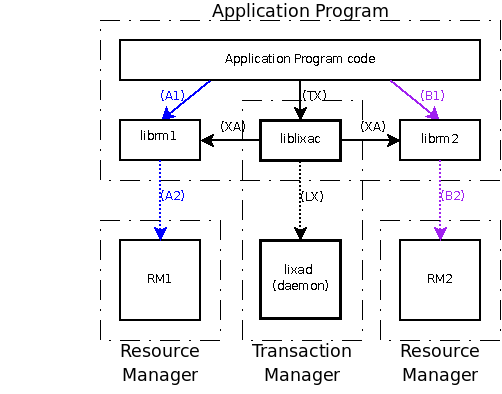 Application Program
Application Program code
(A1)
(TX)
(B1)
librm1
(XA)
liblixac
(XA)
librm2
(A2)
(LX)
(B2)
RM1
lixad
(daemon)
RM2
Resource
Manager
Transaction
Manager
Resource
Manager